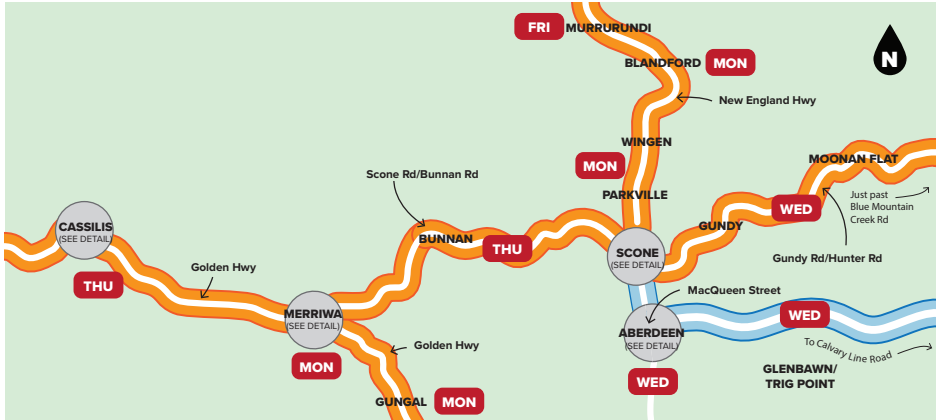 FRI
MURRURUNDI
BLANDFORD
MON
N
New England Hwy
WINGEN
MON
MOONAN FLAT
Scone Rd/Bunnan Rd
PARKVILLE
Just past
Blue Mountain
Creek Rd
WED
CASSILIS
(SEE DETAIL)
GUNDY
BUNNAN
THU
SCONE
(SEE DETAIL)
Gundy Rd/Hunter Rd
Golden Hwy
THU
MacQueen Street
MERRIWA
(SEE DETAIL)
WED
ABERDEEN
(SEE DETAIL)
Golden Hwy
To Calvary Line Road
MON
GLENBAWN/
TRIG POINT
WED
GUNGAL
MON